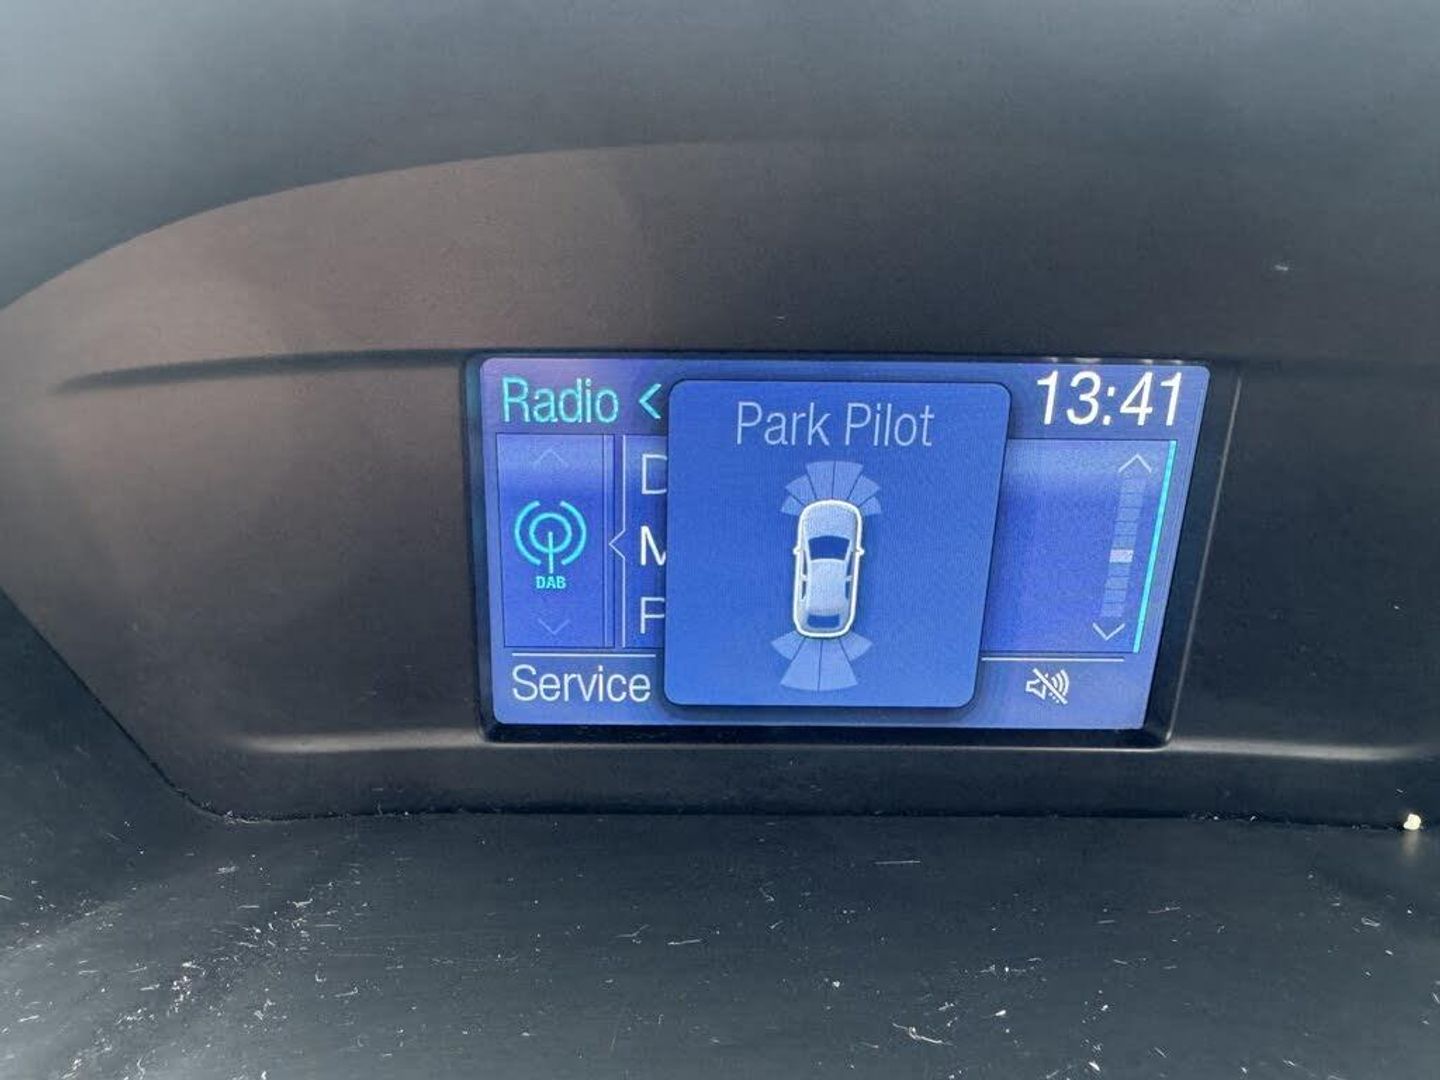 Radio
13:41
Park Pilot
D
M
DAB
Service